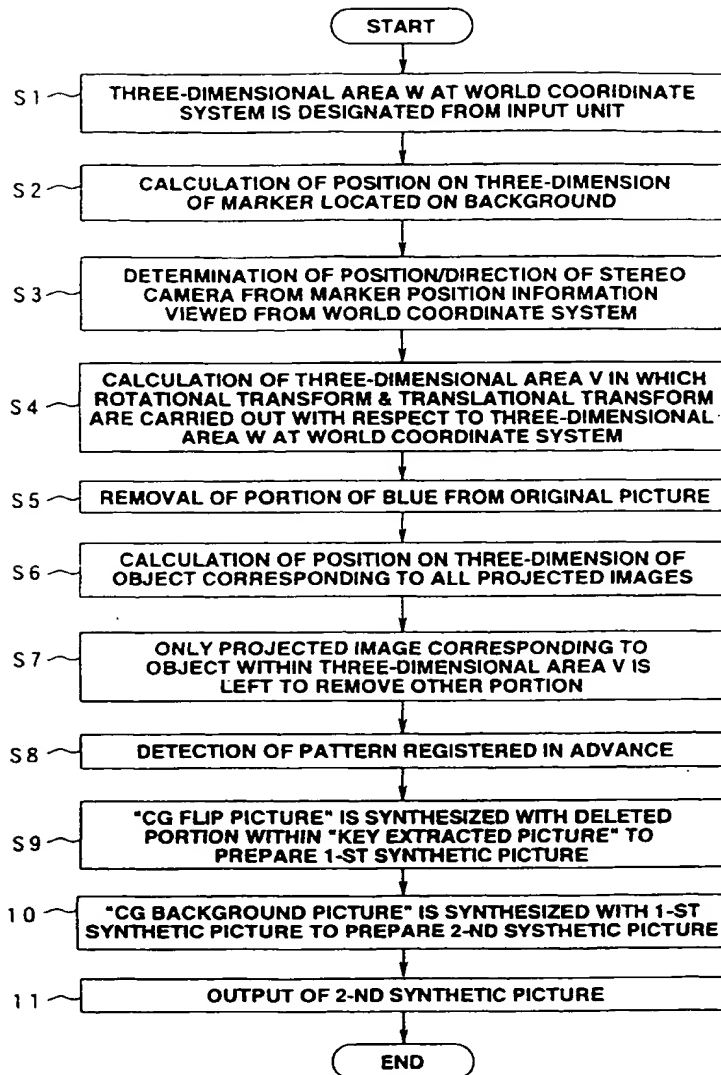 START
S1
THREE-DIMENSIONAL AREA W AT WORLD COORIDINATE
SYSTEM IS DESIGNATED FROM INPUT UNIT
S2
CALCULATION OF POSITION ON THREE-DIMENSION
OF MARKER LOCATED ON BACKGROUND
S3
DETERMINATION OF POSITION/DIRECTION OF STEREO
CAMERA FROM MARKER POSITION INFORMATION
VIEWED FROM WORLD COORDINATE SYSTEM
S4
CALCULATION OF THREE-DIMENSIONAL AREA V IN WHICH
ROTATIONAL TRANSFORM & TRANSLATIONAL TRANSFORM
ARE CARRIED OUT WITH RESPECT TO THREE-DIMENSIONAL
AREA W AT WORLD COORDINATE SYSTEM
S5
REMOVAL OF PORTION OF BLUE FROM ORIGINAL PICTURE
S6
CALCULATION OF POSITION ON THREE-DIMENSION OF
OBJECT CORRESPONDING TO ALL PROJECTED IMAGES
S7
ONLY PROJECTED IMAGE CORRESPONDING TO
OBJECT WITHIN THREE-DIMENSIONAL AREA V IS
LEFT TO REMOVE OTHER PORTION
S8
DETECTION OF PATTERN REGISTERED IN ADVANCE
S9
"CG FLIP PICTURE" IS SYNTHESIZED WITH DELETED
PORTION WITHIN "KEY EXTRACTED PICTURE" TO
PREPARE 1-ST SYNTHETIC PICTURE
10
"CG BACKGROUND PICTURE" IS SYNTHESIZED WITH 1-ST
SYNTHETIC PICTURE TO PREPARE 2-ND SYSTHETIC PICTURE
11
OUTPUT OF 2-ND SYNTHETIC PICTURE
END